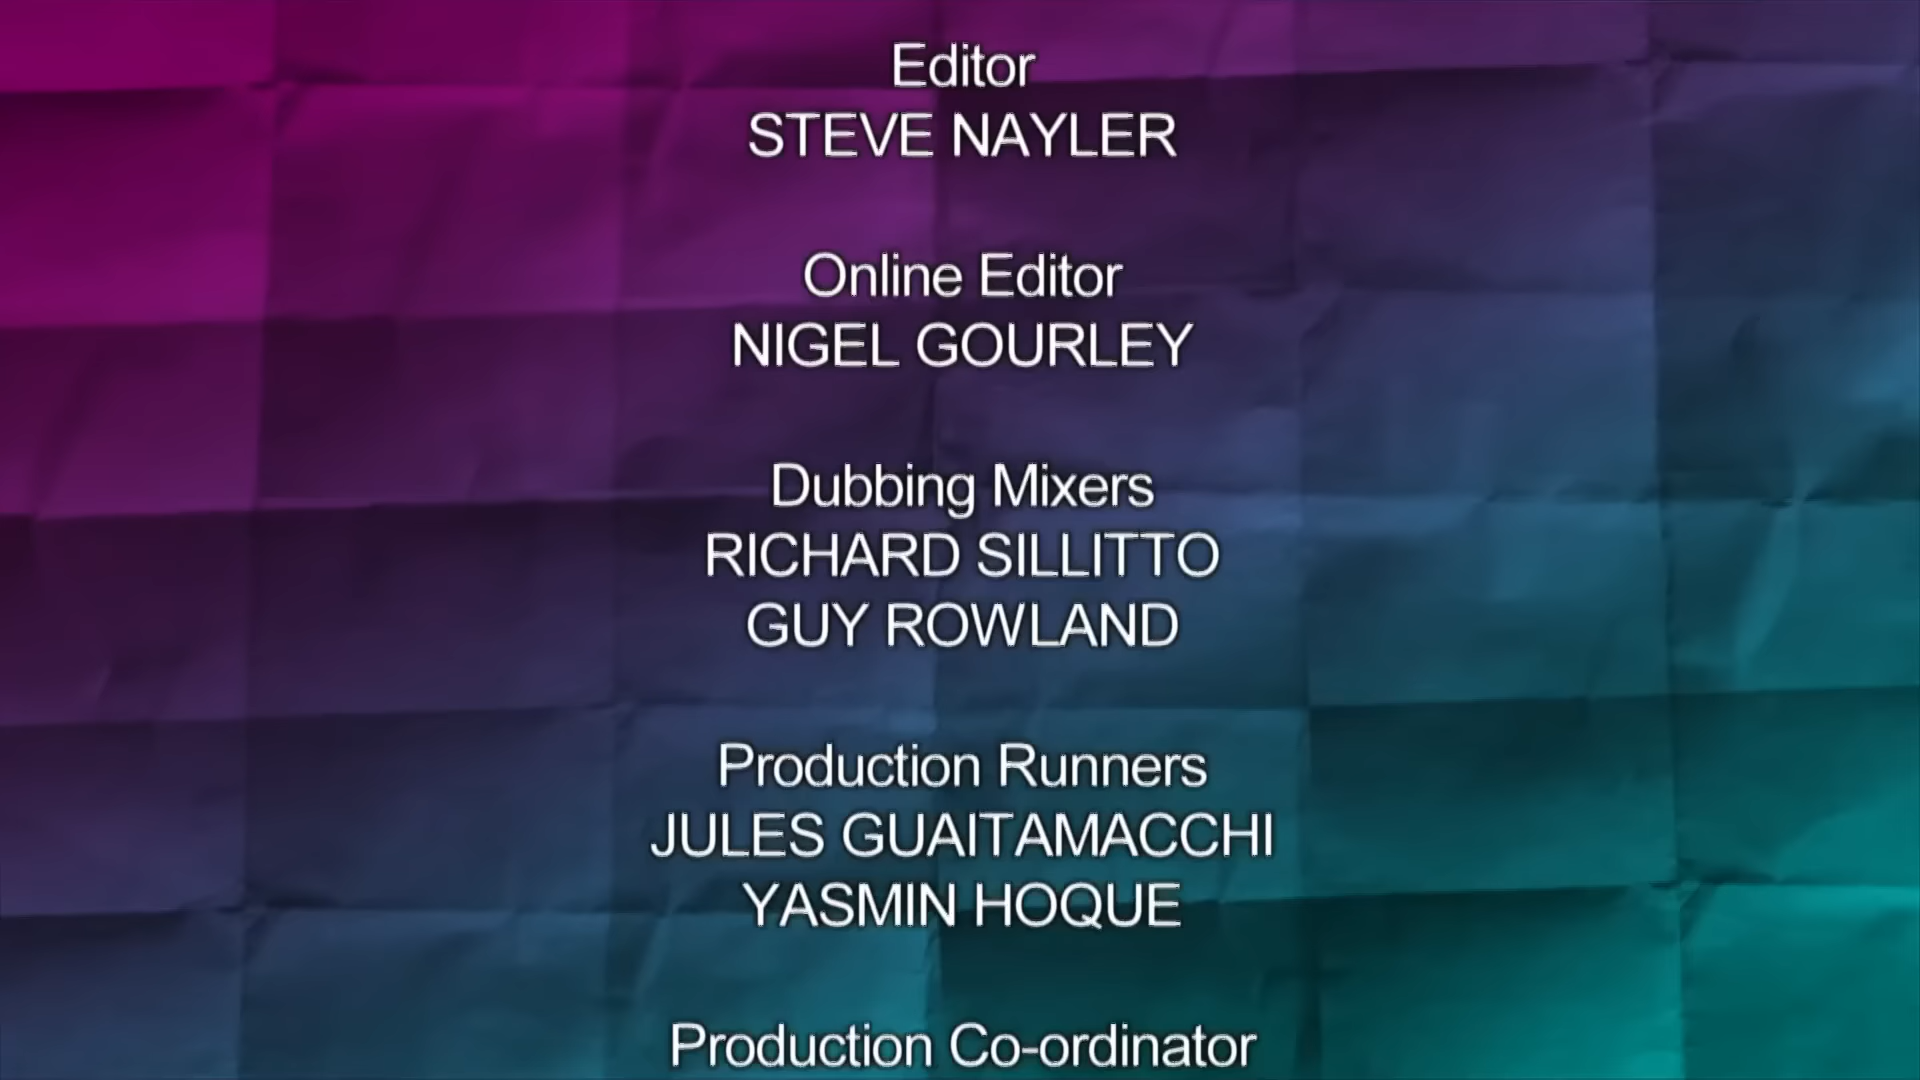 Editor
STEVE NAYLER
Online Editor
NIGEL GOURLEY
Dubbing Mixers
RICHARD SILLITTO
GUY ROWLAND
Production Runners
JULES GUAITAMACCHI
YASMIN HOQUE
Production Co-ordinator